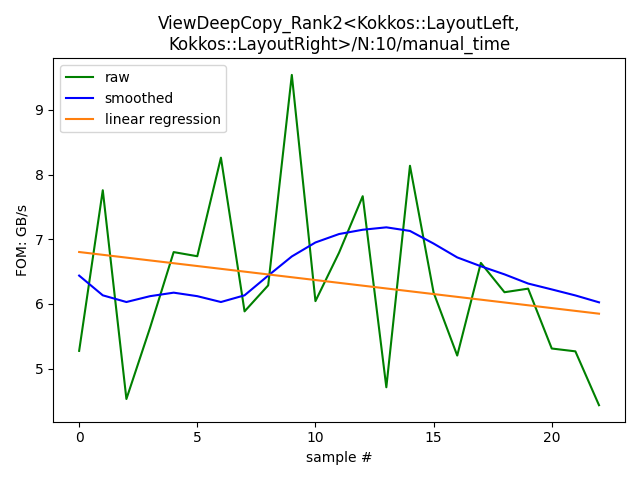 ViewDeepCopy_Rank2<Kokkos::LayoutLeft,
Kokkos::LayoutRight>/N:10/manual_time
raw
smoothed
linear regression
FOM: GB/s
9
8
7
6
5
0
5
10
15
20
sample #